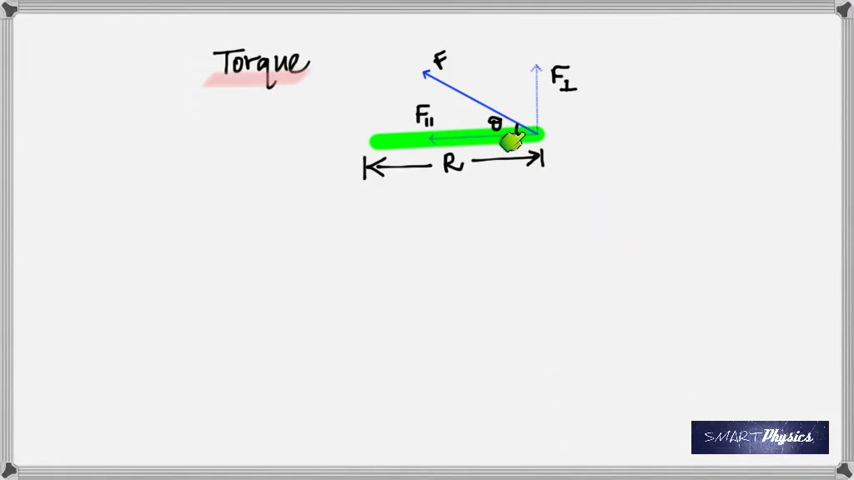 Torque
F
F⊥
F||
θ
R
SMARTPhysics